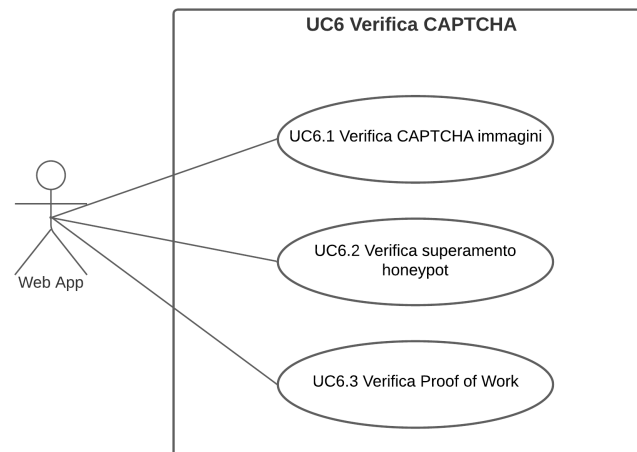 UC6 Verifica CAPTCHA
UC6.1 Verifica CAPTCHA immagini
UC6.2 Verifica superamento
honeypot
Web App
UC6.3 Verifica Proof of Work